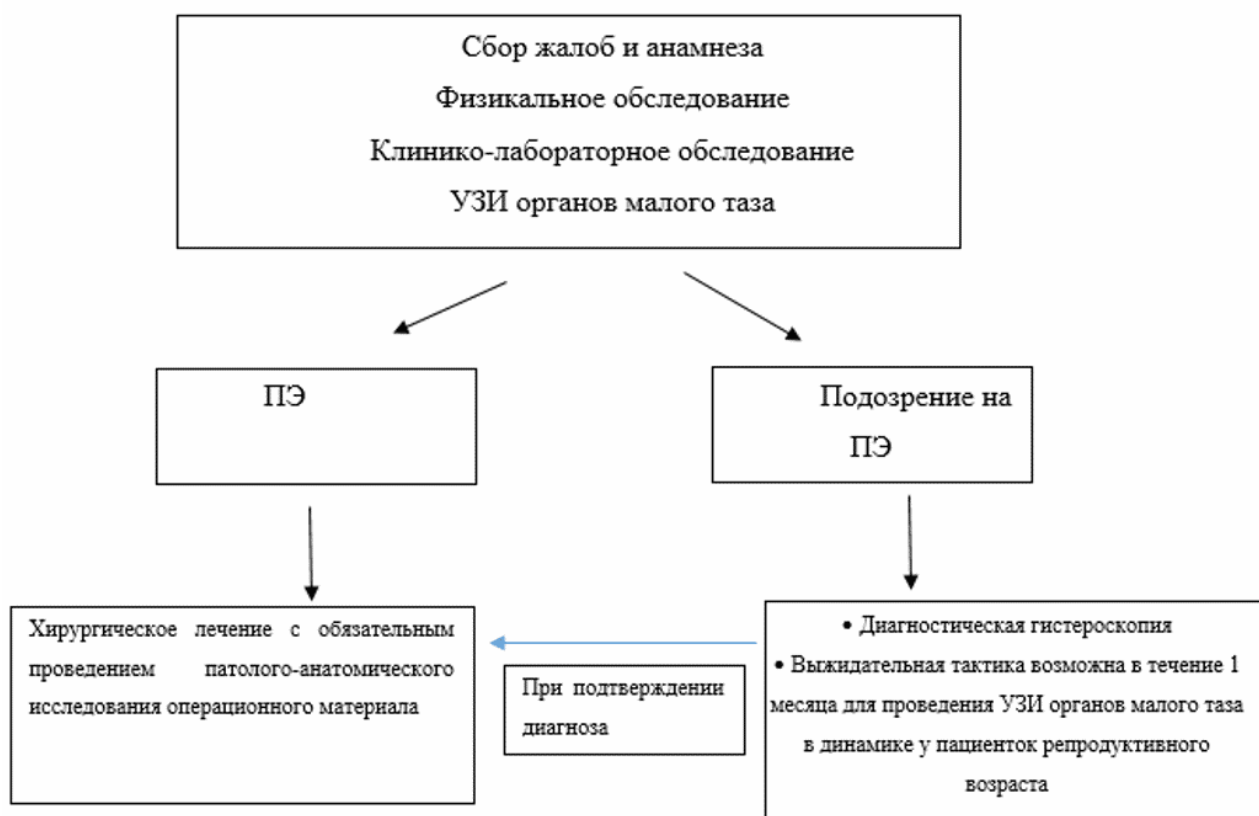 Сбор жалоб и анамнеза
Физикальное обследование
Клинико-лабораторное обследование
УЗИ органов малого таза
ПЭ
Подозрение на
ПЭ
Хирургическое лечение с обязательным
проведением патолого-анатомического
исследования операционного материала
При подтверждении
диагноза
• Диагностическая гистероскопия
• Выжидательная тактика возможна в течение 1
месяца для проведения УЗИ органов малого таза
в динамике у пациенток репродуктивного
возраста